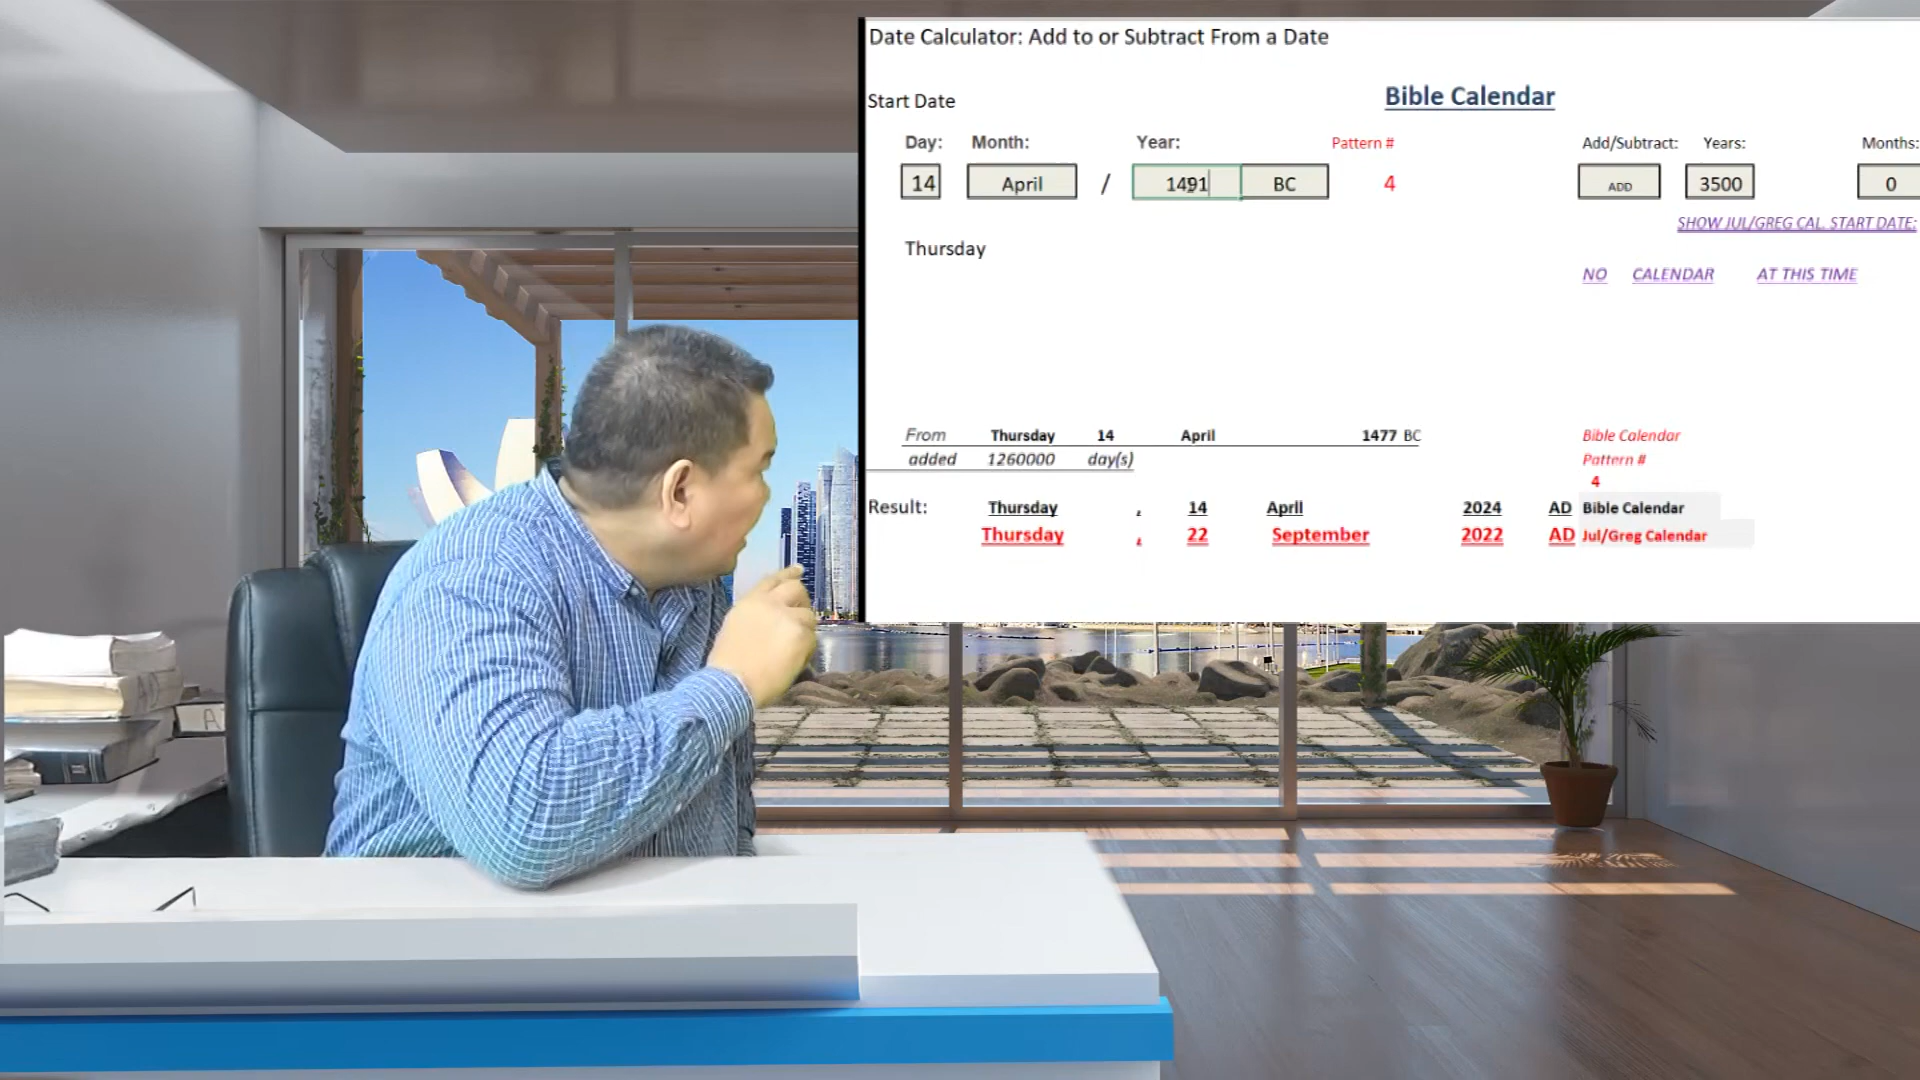 Date Calculator: Add to or Subtract From a Date
Bible Calendar
Start Date
Day: Month: Year: Pattern # Add/Subtract: Years: Months:
14 April / 1491 BC 4 ADD 3500 0
SHOW JUL/GREG CAL. START DATE:
Thursday
NO CALENDAR AT THIS TIME
From Thursday 14 April 1477 BC Bible Calendar
added 1260000 day(s) Pattern #
4
Result: Thursday , 14 April 2024 AD Bible Calendar
Thursday , 22 September 2022 AD Jul/Greg Calendar
A